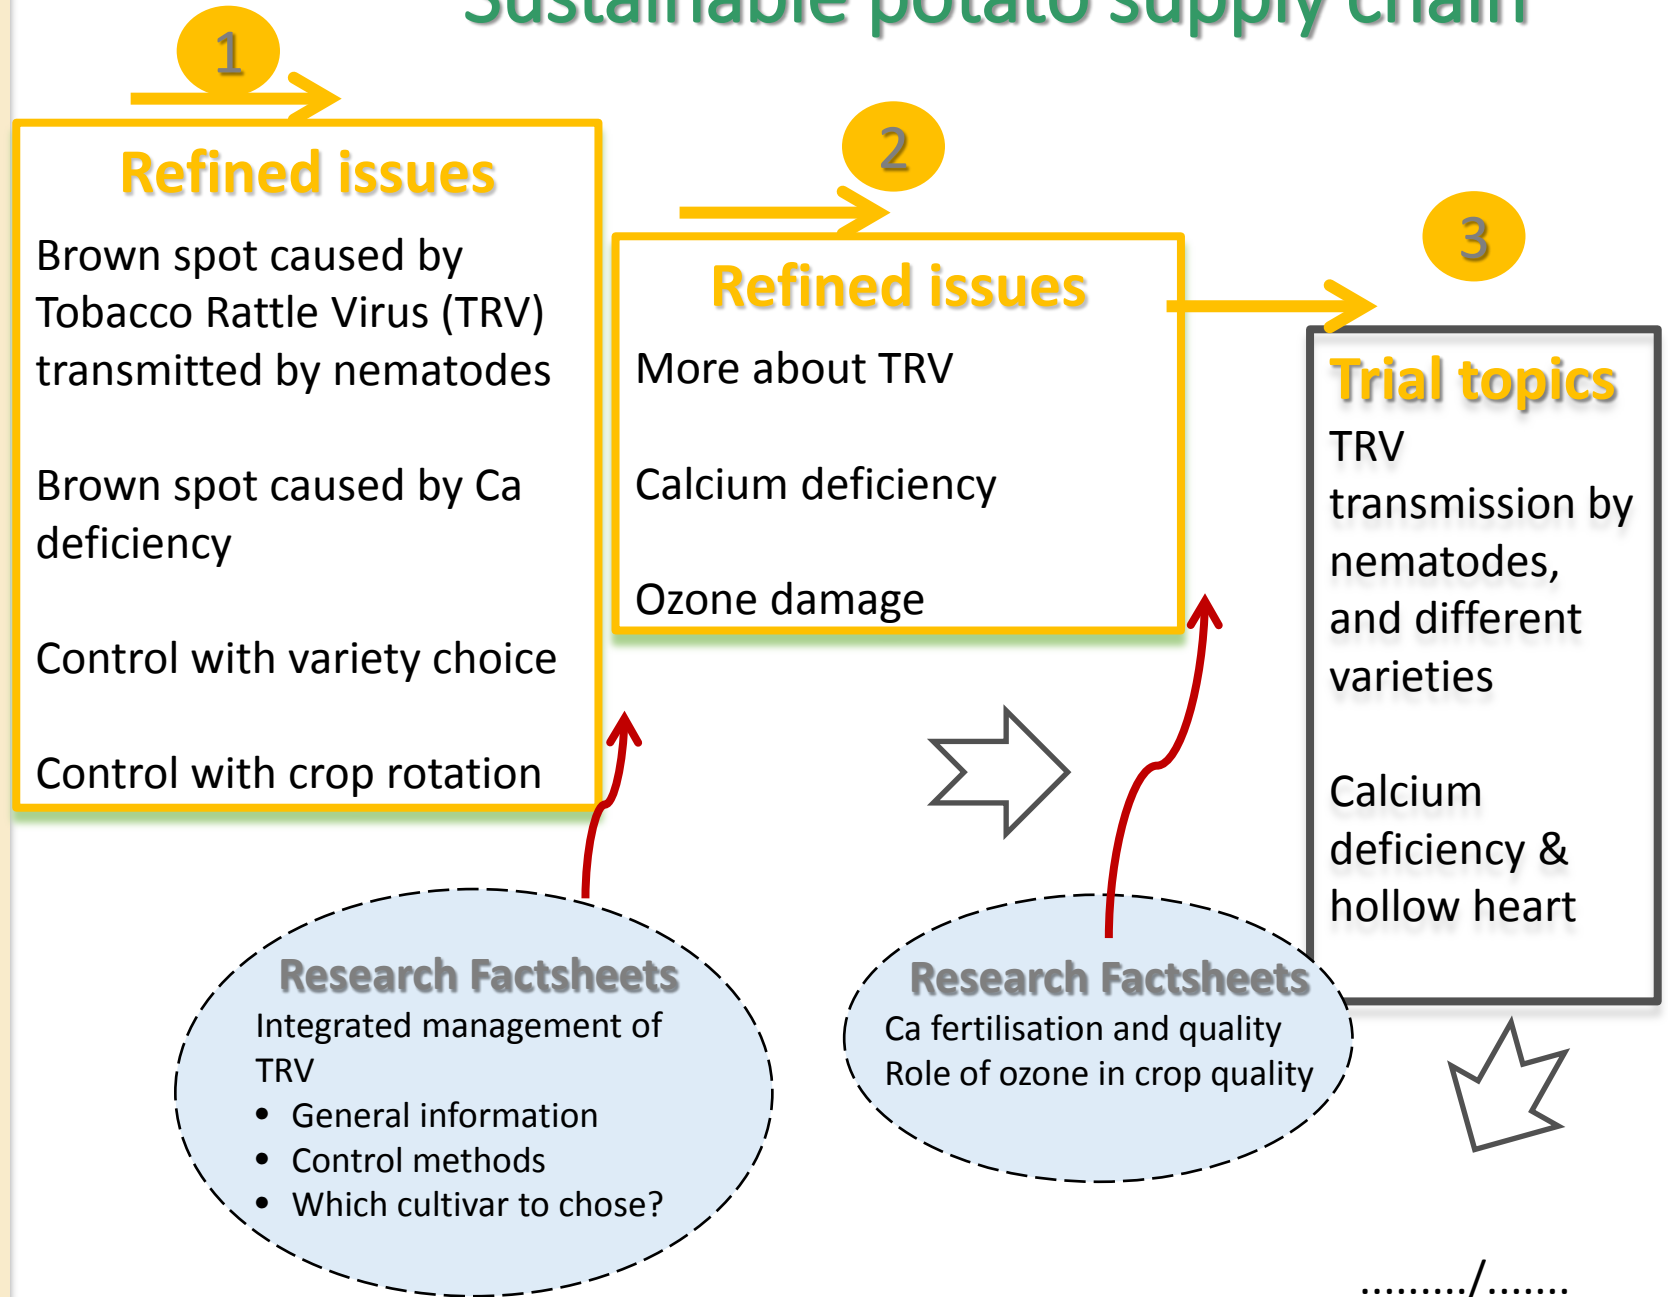 Sustainable potato supply chain
1
Refined issues
Brown spot caused by
Tobacco Rattle Virus (TRV)
transmitted by nematodes
Brown spot caused by Ca
deficiency
Control with variety choice
Control with crop rotation
2
Refined issues
More about TRV
Calcium deficiency
Ozone damage
3
Trial topics
TRV
transmission by
nematodes,
and different
varieties
Calcium
deficiency &
hollow heart
Research Factsheets
Integrated management of
TRV
• General information
• Control methods
• Which cultivar to chose?
Research Factsheets
Ca fertilisation and quality
Role of ozone in crop quality
........./.......